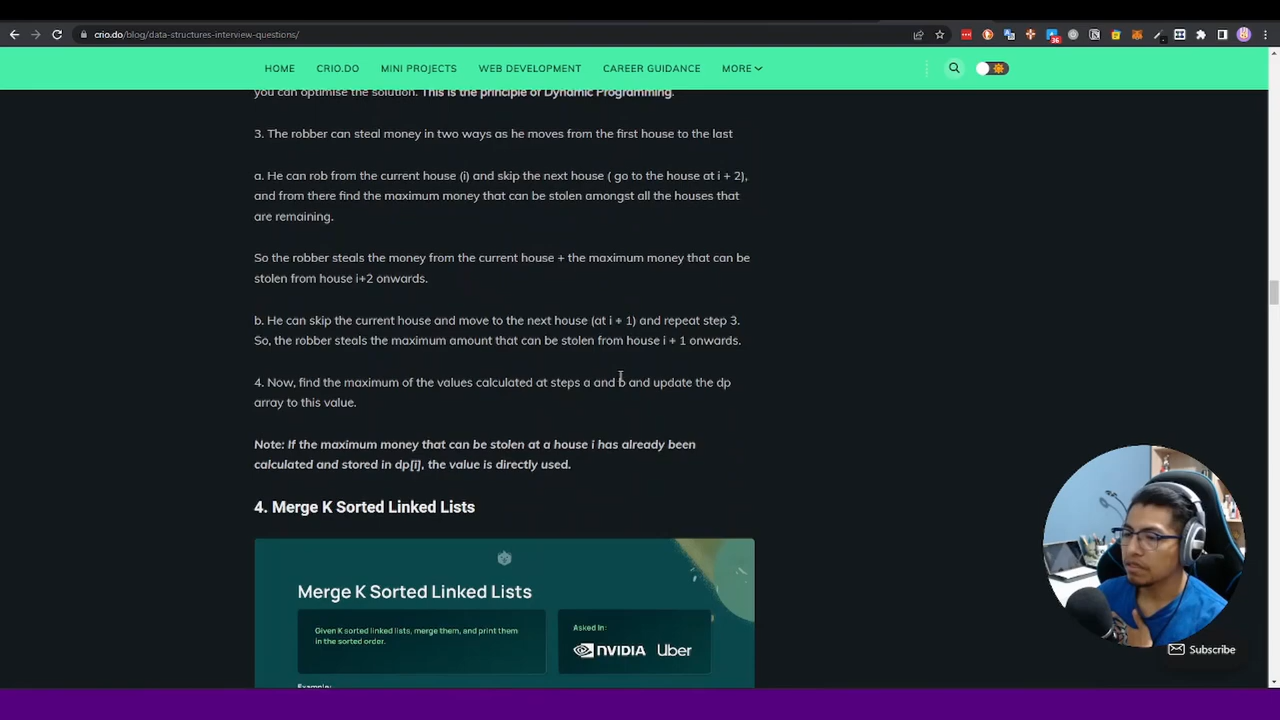 crio.do/blog/data-structures-interview-questions/
36
HOME CRIO.DO MINI PROJECTS WEB DEVELOPMENT CAREER GUIDANCE MORE
you can optimise the solution. This is the principle of Dynamic Programming.
3. The robber can steal money in two ways as he moves from the first house to the last
a. He can rob from the current house (i) and skip the next house ( go to the house at i + 2),
and from there find the maximum money that can be stolen amongst all the houses that
are remaining.
So the robber steals the money from the current house + the maximum money that can be
stolen from house i+2 onwards.
b. He can skip the current house and move to the next house (at i + 1) and repeat step 3.
So, the robber steals the maximum amount that can be stolen from house i + 1 onwards.
4. Now, find the maximum of the values calculated at steps a and b and update the dp
array to this value.
Note: If the maximum money that can be stolen at a house i has already been
calculated and stored in dp[i], the value is directly used.
4. Merge K Sorted Linked Lists
Merge K Sorted Linked Lists
Given K sorted linked lists, merge them, and print them
in the sorted order.
Asked In:
NVIDIA Uber
Example:
Subscribe